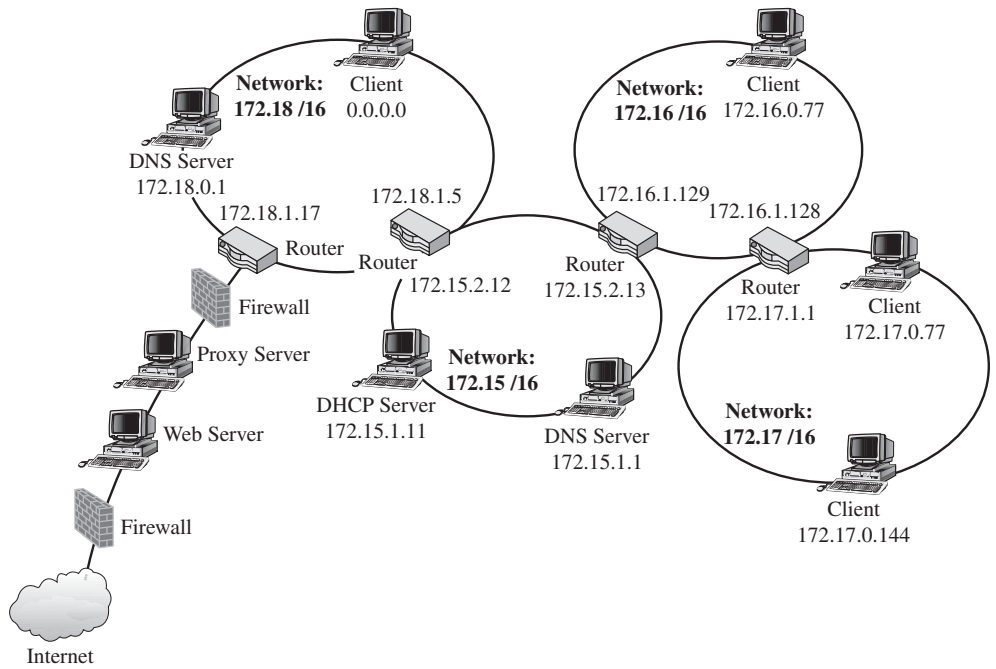 Network:
172.18 /16
Client
0.0.0.0
DNS Server
172.18.0.1
172.18.1.17
Router
172.18.1.5
Router
172.15.2.12
Network:
172.16 /16
Client
172.16.0.77
172.16.1.129
172.16.1.128
Router
172.15.2.13
Router
172.17.1.1
Client
172.17.0.77
Firewall
Proxy Server
Web Server
Firewall
Internet
DHCP Server
172.15.1.11
Network:
172.15 /16
DNS Server
172.15.1.1
Network:
172.17 /16
Client
172.17.0.144